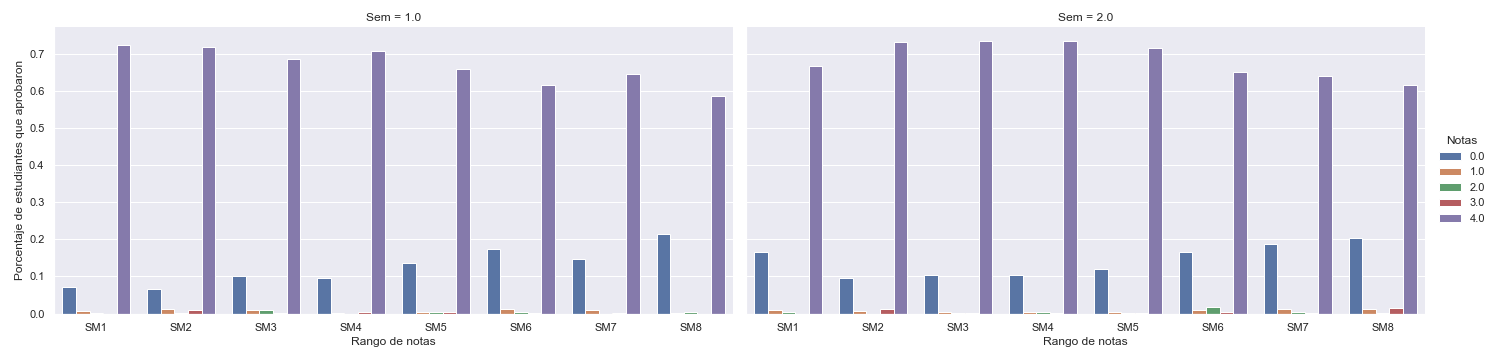 Sem = 1.0
Sem = 2.0
Porcentaje de estudiantes que aprobaron
0.7
0.6
0.5
0.4
0.3
0.2
0.1
0.0
SM1 SM2 SM3 SM4 SM5 SM6 SM7 SM8
Rango de notas
SM1 SM2 SM3 SM4 SM5 SM6 SM7 SM8
Rango de notas
Notas
0.0
1.0
2.0
3.0
4.0